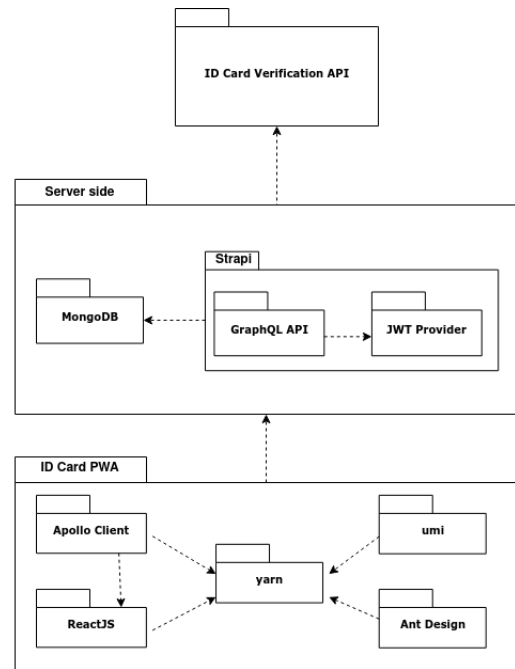 ID Card Verification API
Server side
Strapi
MongoDB
GraphQL API
JWT Provider
ID Card PWA
Apollo Client
umi
yarn
ReactJS
Ant Design